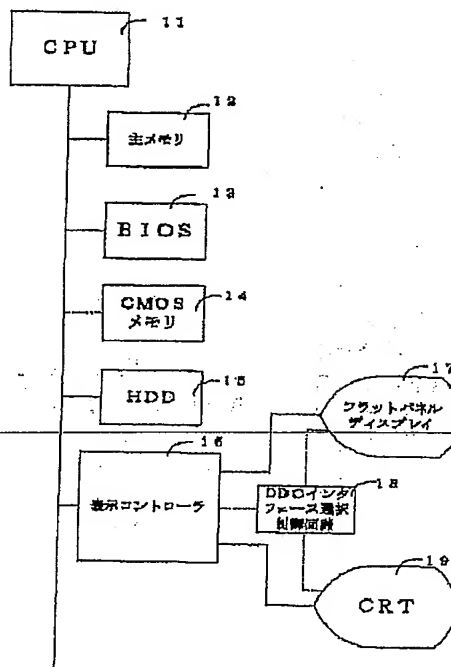 11
CPU
12
主メモリ
13
BIOS
14
CMOS
メモリ
15
HDD
16
表示コントローラ
17
フラットパネル
ディスプレイ
18
DDCインタ
フェース選択
制御回路
19
CRT